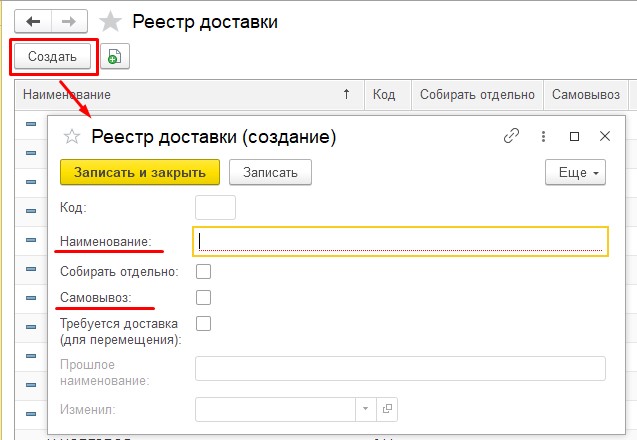 Реестр доставки
Создать
Наименование ↑ Код Собирать отдельно Самовывоз
Реестр доставки (создание)
Записать и закрыть Записать Еще
Код:
Наименование:
Собирать отдельно:
Самовывоз:
Требуется доставка
(для перемещения):
Прошлое
наименование:
Изменил: